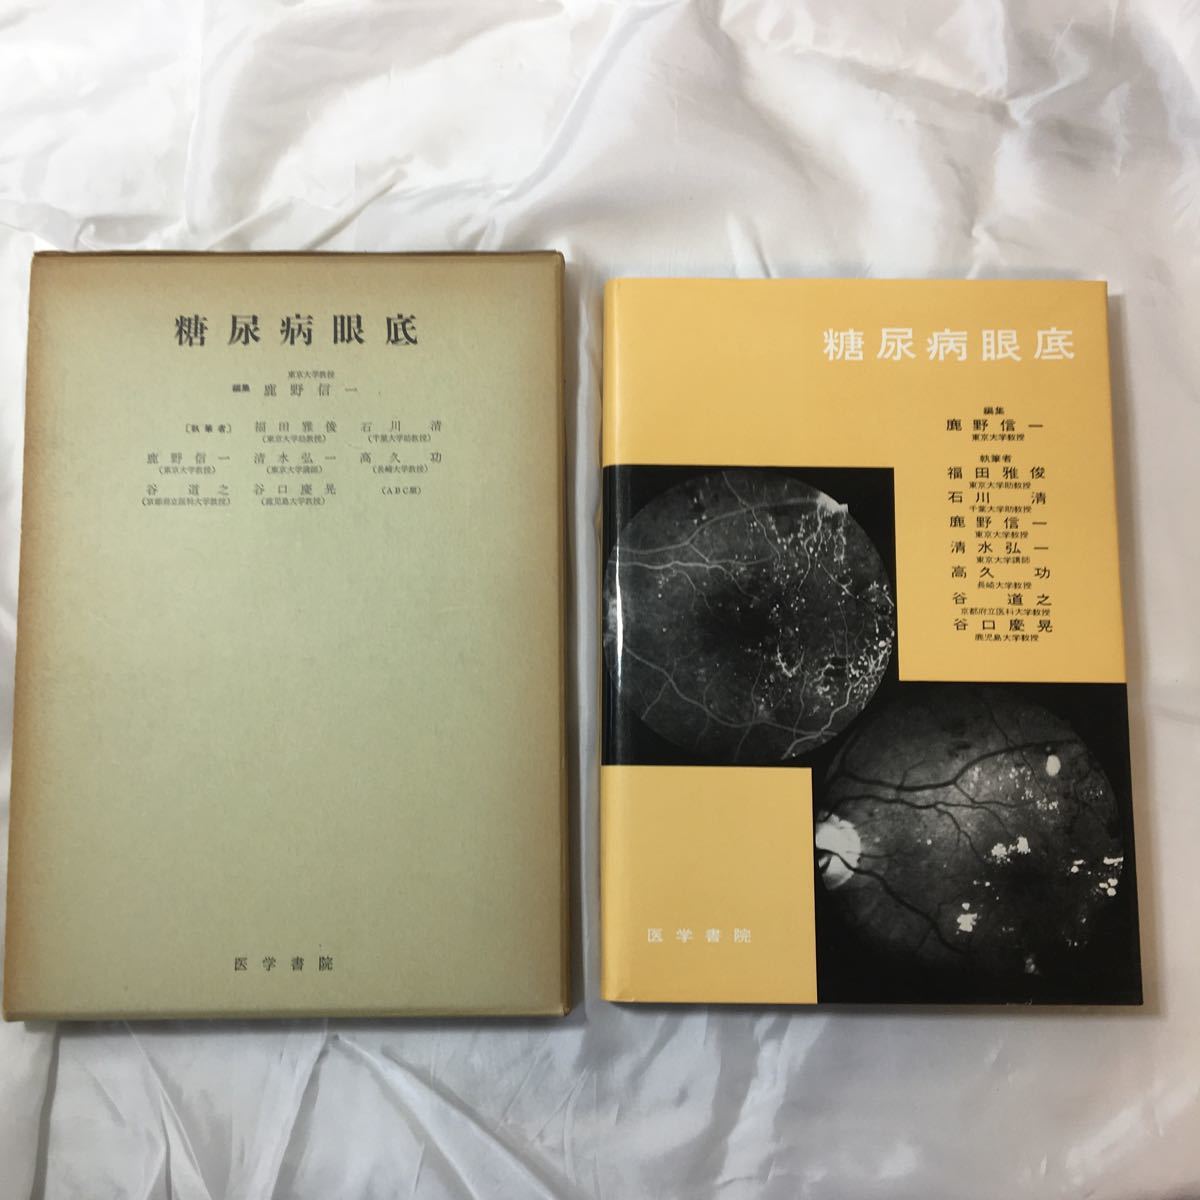 糖尿病眼底
東京大学教授
編集 鹿野信一
〔執筆者〕 福田雅俊 石川清
(東京大学助教授) (千葉大学助教授)
鹿野信一 清水弘一 高久功
(東京大学教授) (東京大学講師) (長崎大学教授)
谷道之 谷口慶晃 (ABC順)
(京都府立医科大学教授) (鹿児島大学教授)
医学書院
糖尿病眼底
編集
鹿野信一
東京大学教授
執筆者
福田雅俊
東京大学助教授
石川清
千葉大学助教授
鹿野信一
東京大学教授
清水弘一
東京大学講師
高久功
長崎大学教授
谷道之
京都府立医科大学教授
谷口慶晃
鹿児島大学教授
医学書院